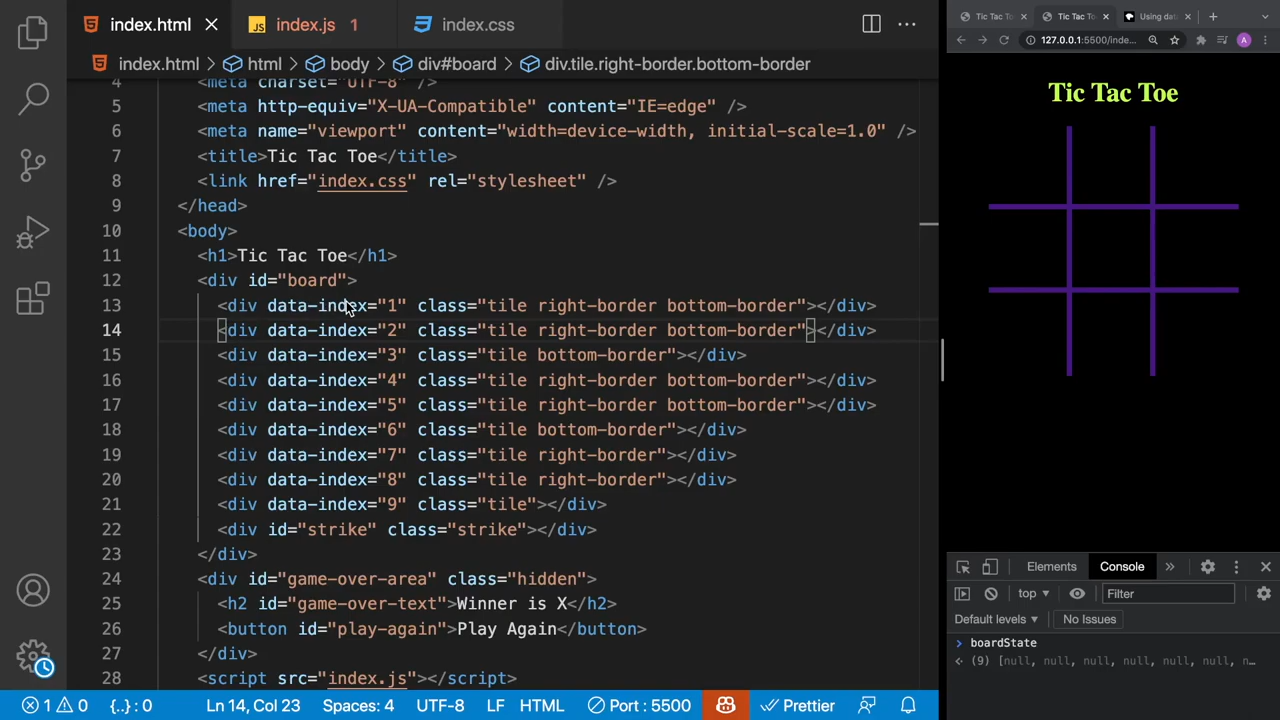 index.html
index.js 1
index.css
index.html > html > body > div#board > div.tile.right-border.bottom-border
4 <meta charset="UTF-8" />
5 <meta http-equiv="X-UA-Compatible" content="IE=edge" />
6 <meta name="viewport" content="width=device-width, initial-scale=1.0" />
7 <title>Tic Tac Toe</title>
8 <link href="index.css" rel="stylesheet" />
9 </head>
10 <body>
11 <h1>Tic Tac Toe</h1>
12 <div id="board">
13 <div data-index="1" class="tile right-border bottom-border"></div>
14 <div data-index="2" class="tile right-border bottom-border"></div>
15 <div data-index="3" class="tile bottom-border"></div>
16 <div data-index="4" class="tile right-border bottom-border"></div>
17 <div data-index="5" class="tile right-border bottom-border"></div>
18 <div data-index="6" class="tile bottom-border"></div>
19 <div data-index="7" class="tile right-border"></div>
20 <div data-index="8" class="tile right-border"></div>
21 <div data-index="9" class="tile"></div>
22 <div id="strike" class="strike"></div>
23 </div>
24 <div id="game-over-area" class="hidden">
25 <h2 id="game-over-text">Winner is X</h2>
26 <button id="play-again">Play Again</button>
27 </div>
28 <script src="index.js"></script>
1 0 {..} : 0 Ln 14, Col 23 Spaces: 4 UTF-8 LF HTML Port : 5500 Prettier
Tic Tac To
Tic Tac To
Using dat
127.0.0.1:5500/inde...
A
Tic Tac Toe
Elements Console »
top Filter
Default levels No Issues
> boardState
(9) [null, null, null, null, null, null, n…